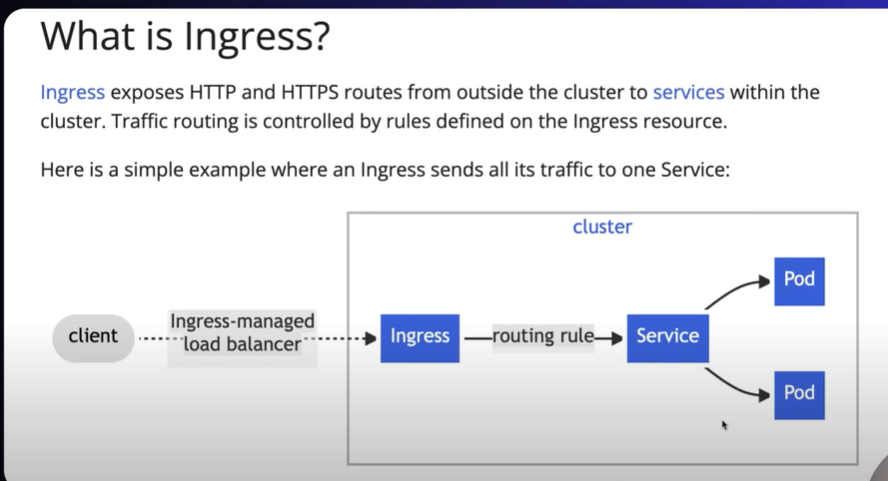 What is Ingress?
Ingress exposes HTTP and HTTPS routes from outside the cluster to services within the
cluster. Traffic routing is controlled by rules defined on the Ingress resource.
Here is a simple example where an Ingress sends all its traffic to one Service:
cluster
client
Ingress-managed
load balancer
Ingress
routing rule
Service
Pod
Pod